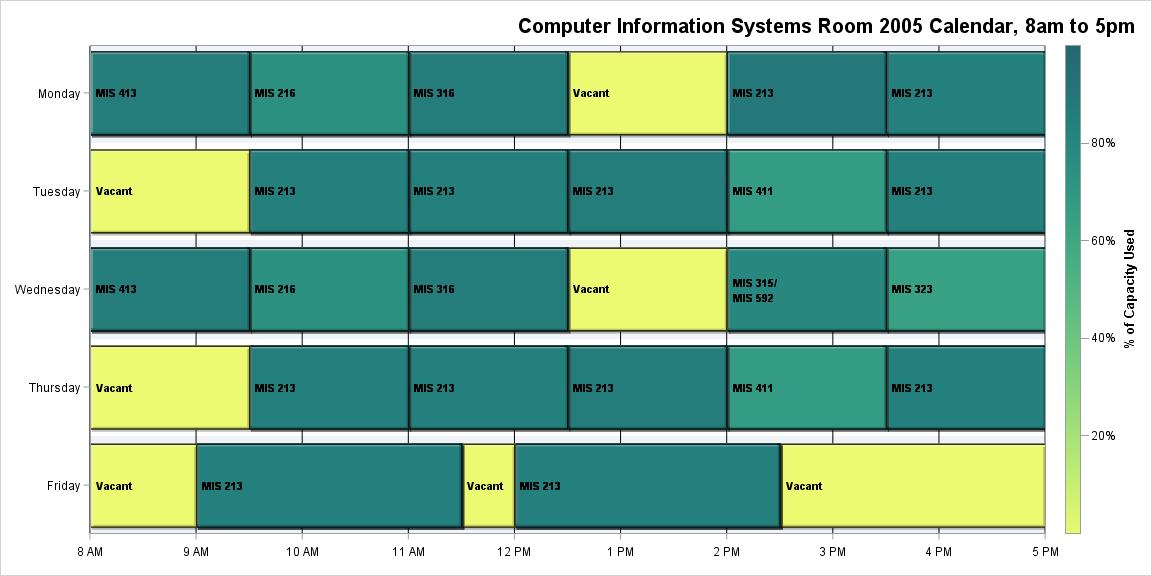 Computer Information Systems Room 2005 Calendar, 8am to 5pm
Monday
MIS 413
MIS 216
MIS 316
Vacant
MIS 213
MIS 213
Tuesday
Vacant
MIS 213
MIS 213
MIS 213
MIS 411
MIS 213
Wednesday
MIS 413
MIS 216
MIS 316
Vacant
MIS 315/
MIS 592
MIS 323
Thursday
Vacant
MIS 213
MIS 213
MIS 213
MIS 411
MIS 213
Friday
Vacant
MIS 213
Vacant
MIS 213
Vacant
8 AM
9 AM
10 AM
11 AM
12 PM
1 PM
2 PM
3 PM
4 PM
5 PM
80%
60%
40%
20%
% of Capacity Used